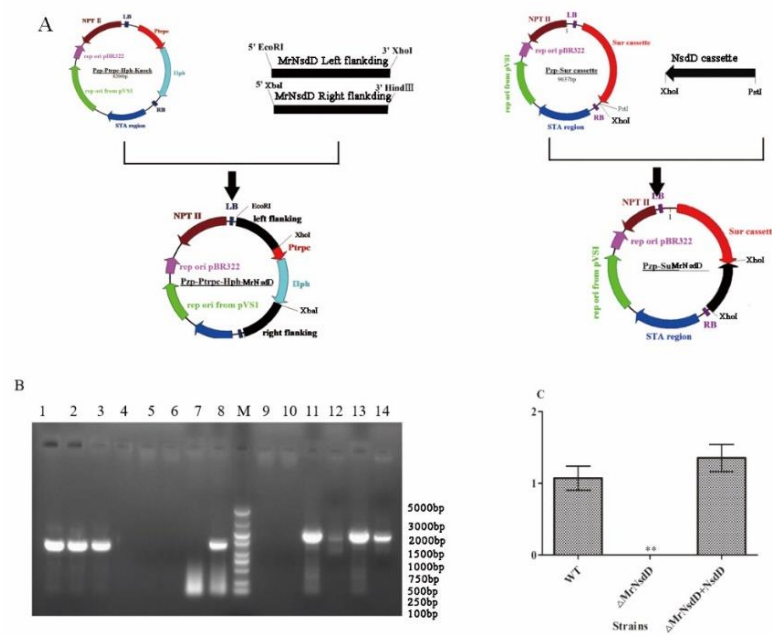 A
NPT II
LB
Ptrpc
rep ori pBR322
Pzp-Ptrpc-Hph-Knock
Hph
rep ori from pVS1
RB
STA region
5' EcoRI
3' XhoI
MrNsdD Left flankding
5' XbaI
MrNsdD Right flankding
3' HindIII
NPT II
LB
1
Sur cassette
rep ori pBR322
Pzp-Sur cassette
9637bp
rep ori from pVS1
PstI
XhoI
RB
STA region
NsdD cassette
XhoI
PstI
LB
EcoRI
NPT II
left flanking
XhoI
Ptrpc
rep ori pBR322
Pzp-Ptrpc-Hph-MrNsdD
Hph
rep ori from pVS1
XbaI
right flanking
LB
NPT II
1
Sur cassette
rep ori pBR322
XhoI
Pzp-SurMrNsdD
rep ori from pVS1
XhoI
RB
STA region
B
1 2 3 4 5 6 7 8 M 9 10 11 12 13 14
5000bp
3000bp
2000bp
1500bp
1000bp
750bp
500bp
250bp
100bp
C
2
1
0
**
WT
△MrNsdD
△MrNsdD+NsdD
Strains